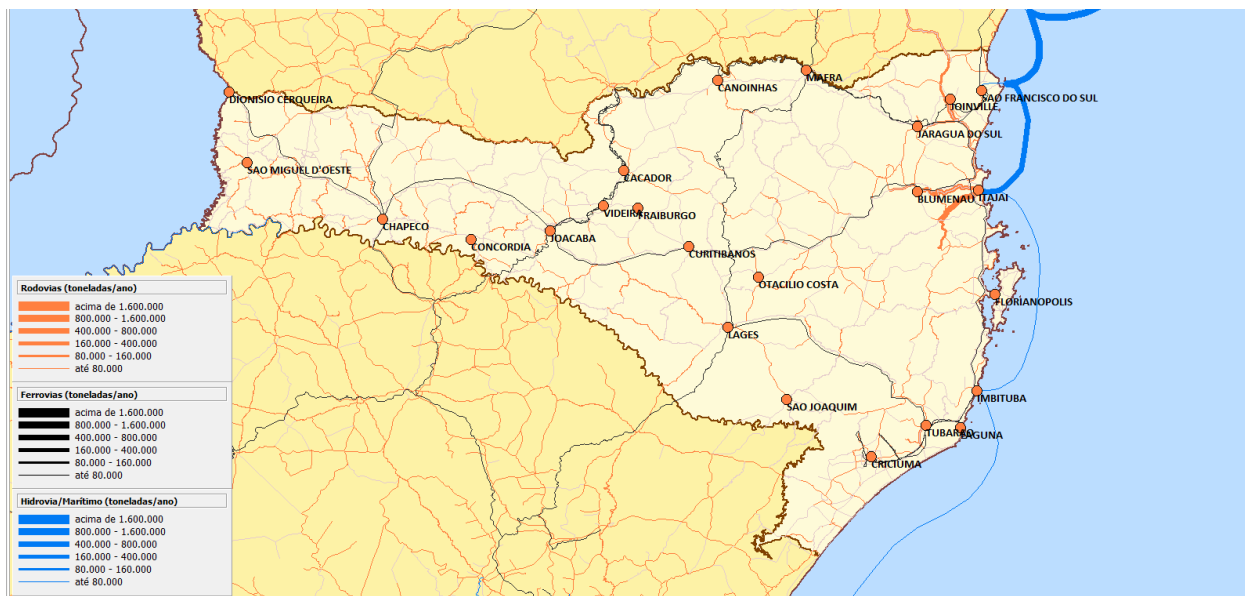 MAFRA
CANOINHAS
DIONISIO CERQUEIRA
SAO FRANCISCO DO SUL
JOINVILLE
JARAGUA DO SUL
SAO MIGUEL D'OESTE
CACADOR
BLUMENAU
ITAJAI
VIDEIRA
FRAIBURGO
CHAPECO
JOACABA
CONCORDIA
CURITIBANOS
OTACILIO COSTA
FLORIANOPOLIS
LAGES
IMBITUBA
SAO JOAQUIM
TUBARAO
LAGUNA
CRICIUMA
Rodovias (toneladas/ano)
acima de 1.600.000
800.000 - 1.600.000
400.000 - 800.000
160.000 - 400.000
80.000 - 160.000
até 80.000
Ferrovias (toneladas/ano)
acima de 1.600.000
800.000 - 1.600.000
400.000 - 800.000
160.000 - 400.000
80.000 - 160.000
até 80.000
Hidrovia/Marítimo (toneladas/ano)
acima de 1.600.000
800.000 - 1.600.000
400.000 - 800.000
160.000 - 400.000
80.000 - 160.000
até 80.000